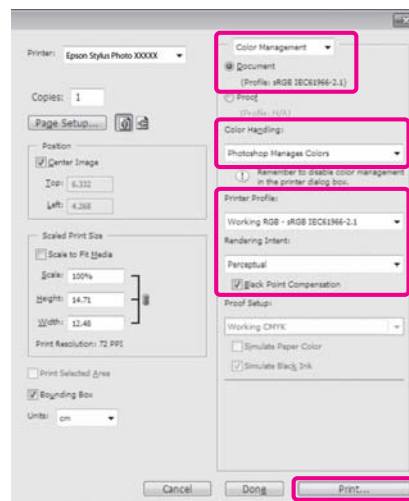 Printer: Epson Stylus Photo XXXXX
Copies: 1
Page Setup...
Position
Center Image
Top: 6.332
Left: 4.268
Scaled Print Size
Scale to Fit Media
Scale: 100%
Height: 14.71
Width: 12.48
Print Resolution: 72 PPI
Print Selected Area
Bounding Box
Units: cm
Color Management
Document
(Profile: sRGB IEC61966-2.1)
Proof
(Profile: N/A)
Color Handling:
Photoshop Manages Colors
Remember to disable color management
in the printer dialog box.
Printer Profile:
Working RGB - sRGB IEC61966-2.1
Rendering Intent:
Perceptual
Black Point Compensation
Proof Setup:
Working CMYK
Simulate Paper Color
Simulate Black Ink
Cancel
Done
Print...